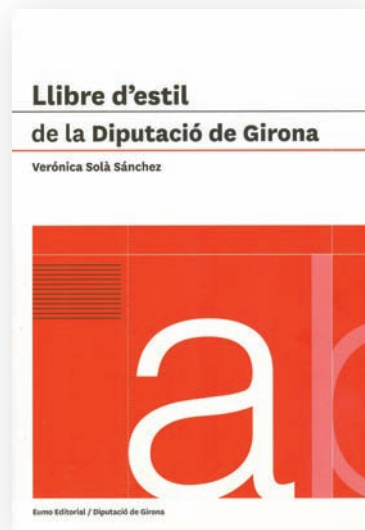 Llibre d'estil
de la Diputació de Girona
Verónica Solà Sánchez
ab
Eumo Editorial / Diputació de Girona